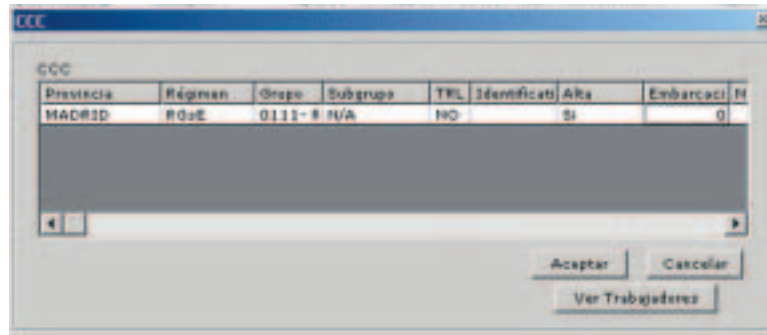 CCC
CCC
Provincia Régimen Grupo Subgrupo TRL Identificati Alta Embarcaci N
MADRID 0111- R N/A NO Si 0
Aceptar Cancelar
Ver Trabajadores